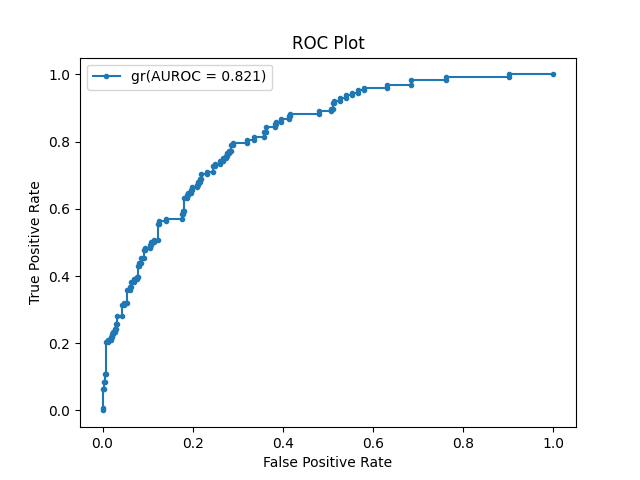 ROC Plot
gr(AUROC = 0.821)
1.0
0.8
0.6
0.4
0.2
0.0
True Positive Rate
0.0 0.2 0.4 0.6 0.8 1.0
False Positive Rate